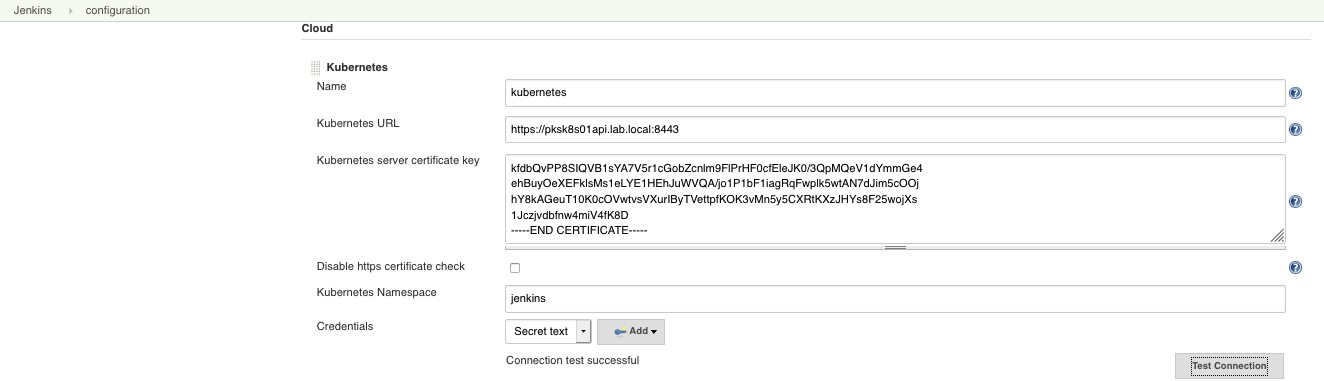 Jenkins configuration
Cloud
Kubernetes
Name
kubernetes
Kubernetes URL
https://pksk8s01api.lab.local:8443
Kubernetes server certificate key
kfdbQvPP8SIQVB1sYA7V5r1cGobZcnlm9FlPrHF0cfEleJK0/3QpMQeV1dYmmGe4
ehBuyOeXEFklsMs1eLYE1HEhJuWVQA/jo1P1bF1iagRqFwplk5wtAN7dJim5cOOj
hY8kAGeuT10K0cOVwtvsVXurIByTVettpfKOK3vMn5y5CXRtKXzJHYs8F25wojXs
1Jczjvdbfnw4miV4fK8D
-----END CERTIFICATE-----
Disable https certificate check
Kubernetes Namespace
jenkins
Credentials
Secret text
Add
Connection test successful
Test Connection